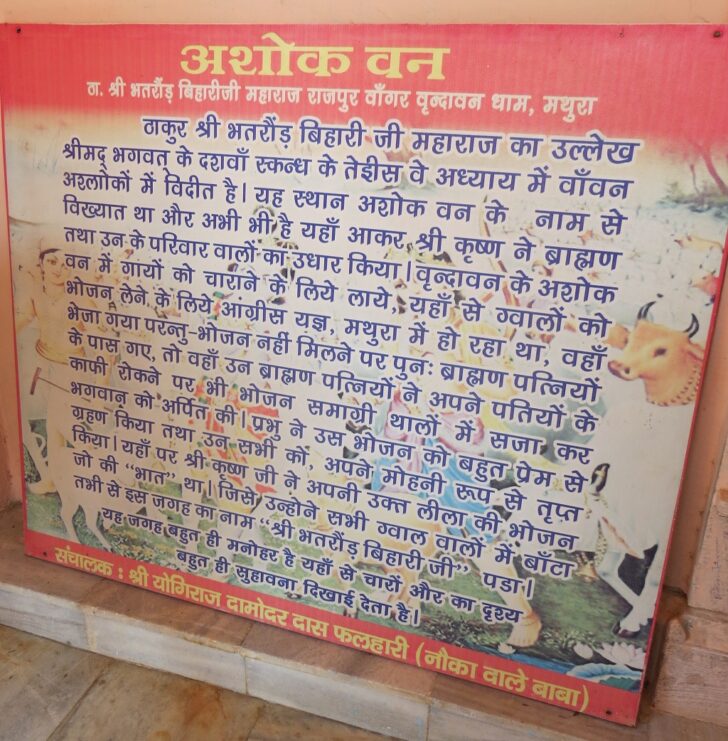 अशोक वन
ठा. श्री भतरौंड़ बिहारीजी महाराज राजपुर वाँगर वृन्दावन धाम, मथुरा
ठाकुर श्री भतरौंड़ बिहारी जी महाराज का उल्लेख
श्रीमद् भगवत् के दशवाँ स्कन्ध के तेइीस वे अध्याय में वाँवन
अश्लाोकों में विदीत है। यह स्थान अशोक वन के नाम से
विख्यात था और अभी भी है यहाँ आकर श्री कृष्ण ने ब्राह्मण
तथा उन के परिवार वालों का उधार किया। वृन्दावन के अशोक
वन में गायों को चाराने के लिये लाये, यहाँ से ग्वालों को
भोजन लेने के लिये आंग्रीस यज्ञ, मथुरा में हो रहा था, वहाँ
भेजा गया परन्तु-भोजन नहीं मिलने पर पुनः ब्राह्मण पत्नियों
के पास गए, तो वहाँ उन ब्राह्मण पत्नियों ने अपने पतियों के
काफी रोकने पर भी भोजन समाग्री थालों में सजा कर
भगवान् को अर्पित की। प्रभु ने उस भोजन को बहुत प्रेम से
ग्रहण किया तथा उन सभी कों, अपने मोहनी रूप से तृप्त
किया। यहाँ पर श्री कृष्ण जी ने अपनी उक्त लीला की भोजन
जो की “भात” था। जिसे उन्होने सभी ग्वाल वालों में बाँटा
तभी से इस जगह का नाम “श्री भतरौंड़ बिहारी जी” पडा।
यह जगह बहुत ही मनोहर है यहाँ से चारों और का दृश्य
बहुत ही सुहावना दिखाई देता है।
संचालक : श्री योगिराज दामोदर दास फलहारी (नौका वाले बाबा)